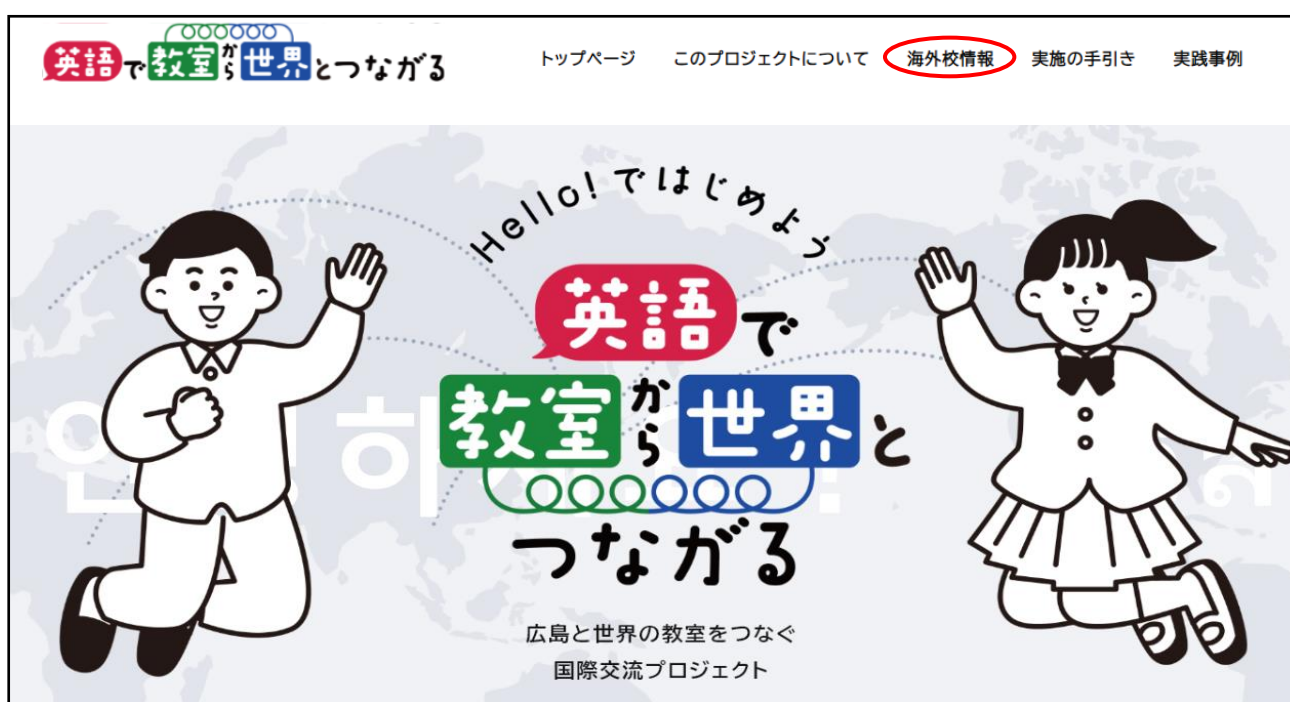 英語で教室から世界とつながる
トップページ このプロジェクトについて 海外校情報 実施の手引き 実践事例
Hello!ではじめよう
英語で
教室から世界と
つながる
広島と世界の教室をつなぐ
国際交流プロジェクト